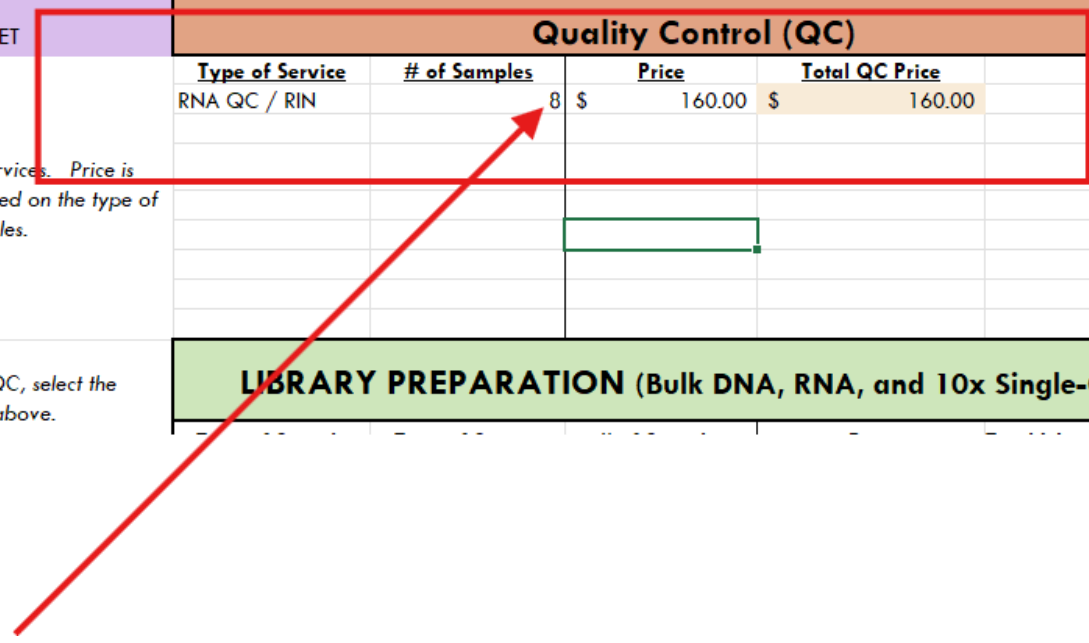 ET
Quality Control (QC)
Type of Service # of Samples Price Total QC Price
RNA QC / RIN 8 $ 160.00 $ 160.00
rvices. Price is
ed on the type of
les.
QC, select the
above.
LIBRARY PREPARATION (Bulk DNA, RNA, and 10x Single-